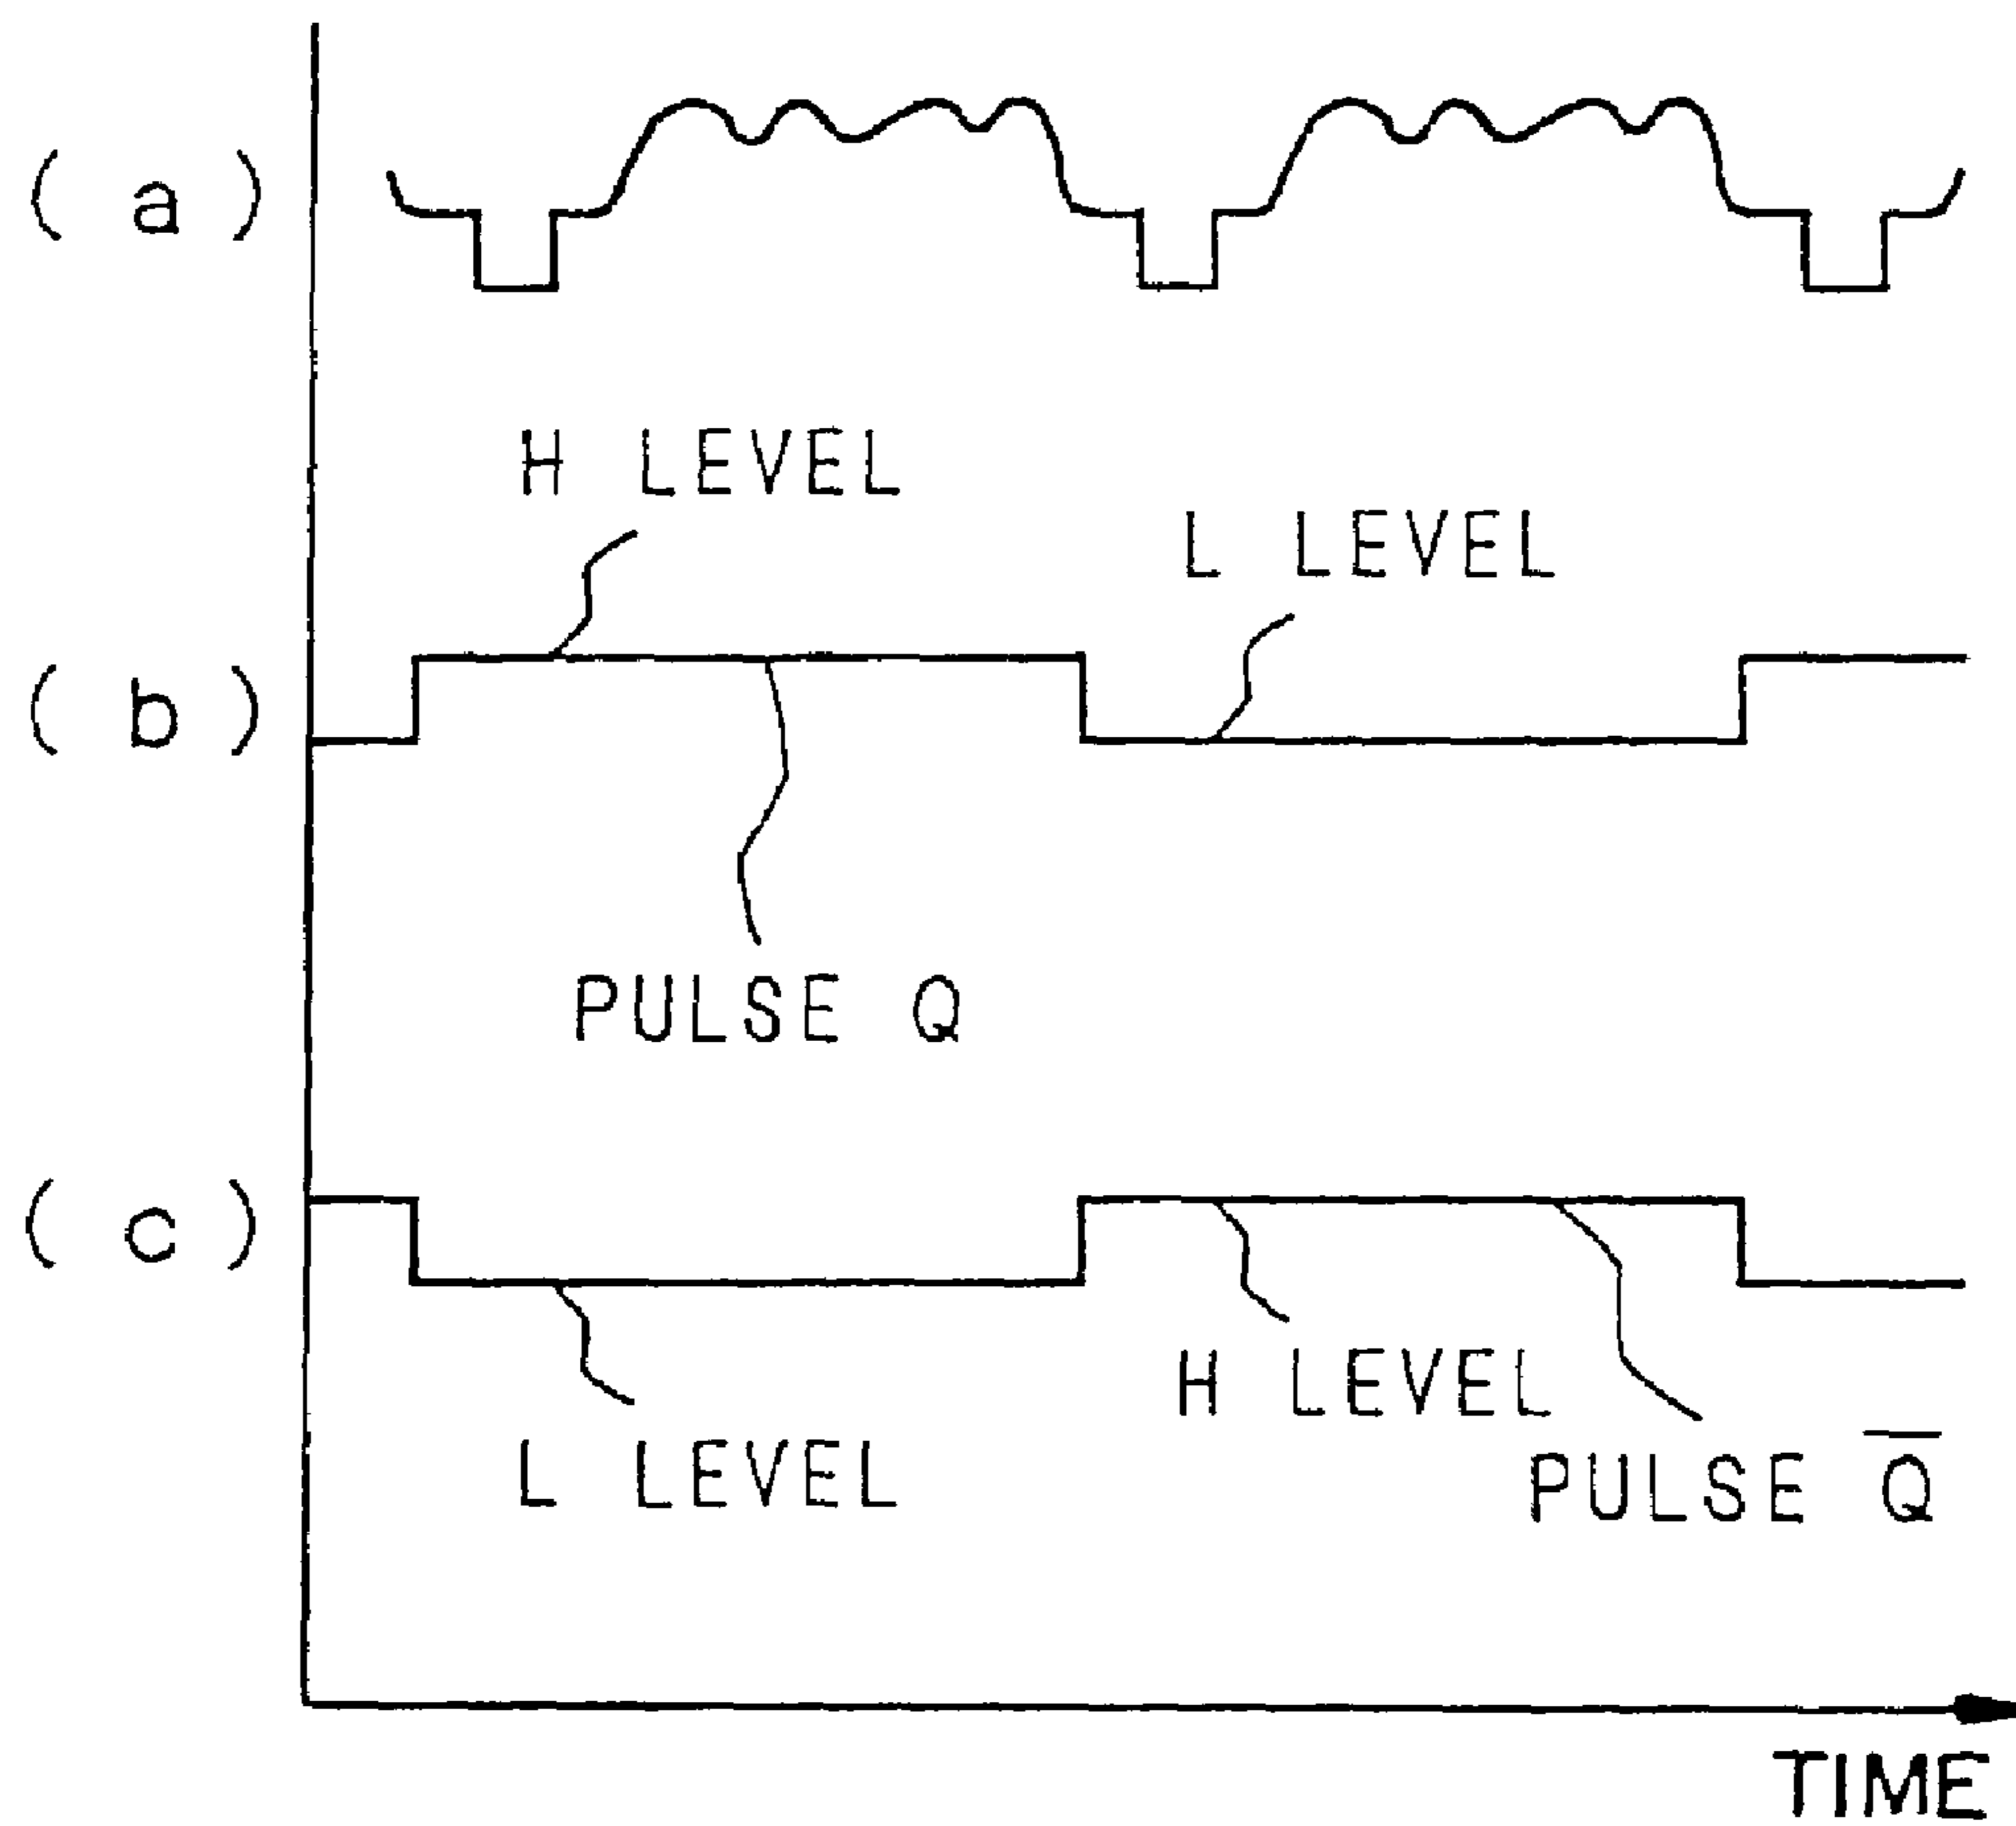 ( a )
H LEVEL
L LEVEL
( b )
PULSE Q
( c )
H LEVEL
L LEVEL
PULSE Q̅
TIME